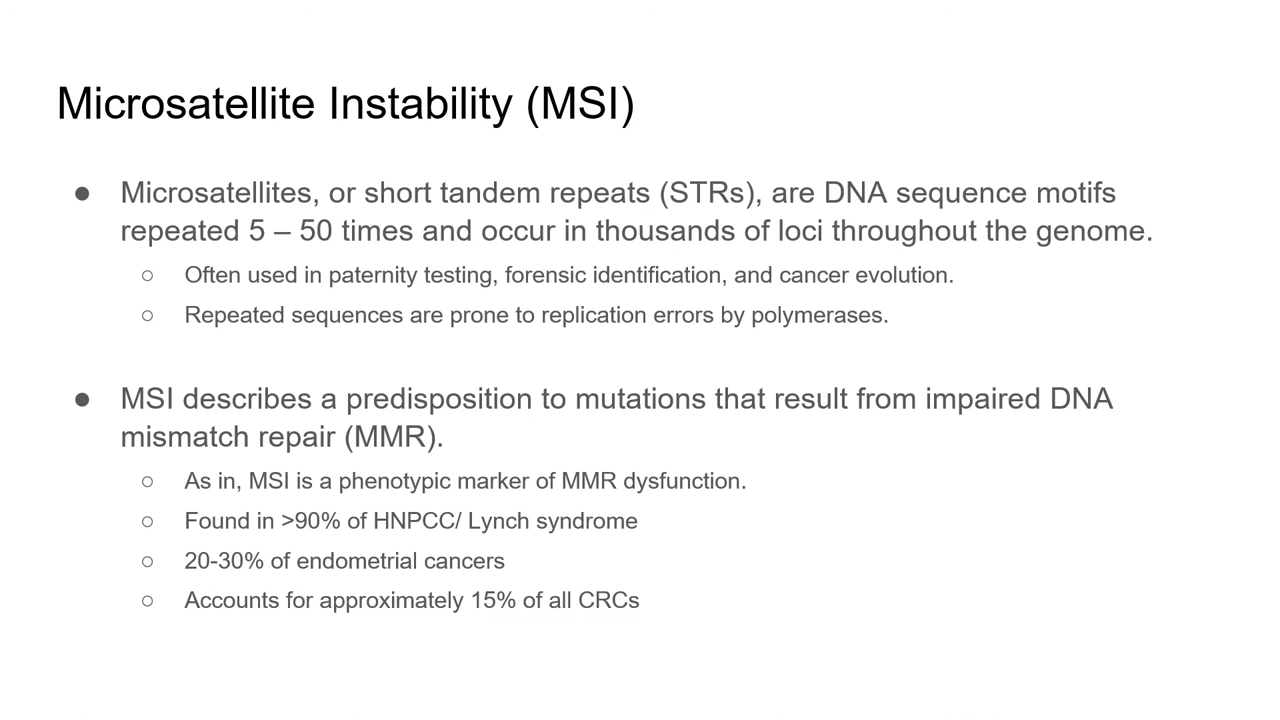 Microsatellite Instability (MSI)
● Microsatellites, or short tandem repeats (STRs), are DNA sequence motifs
repeated 5 – 50 times and occur in thousands of loci throughout the genome.
○ Often used in paternity testing, forensic identification, and cancer evolution.
○ Repeated sequences are prone to replication errors by polymerases.
● MSI describes a predisposition to mutations that result from impaired DNA
mismatch repair (MMR).
○ As in, MSI is a phenotypic marker of MMR dysfunction.
○ Found in >90% of HNPCC/ Lynch syndrome
○ 20-30% of endometrial cancers
○ Accounts for approximately 15% of all CRCs